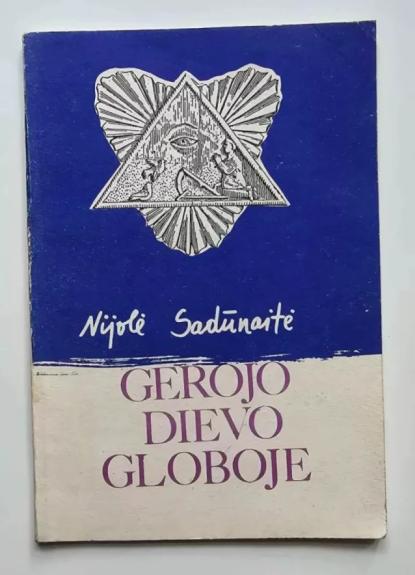 Nijolė Sadūnaitė
GEROJO
DIEVO
GLOBOJE